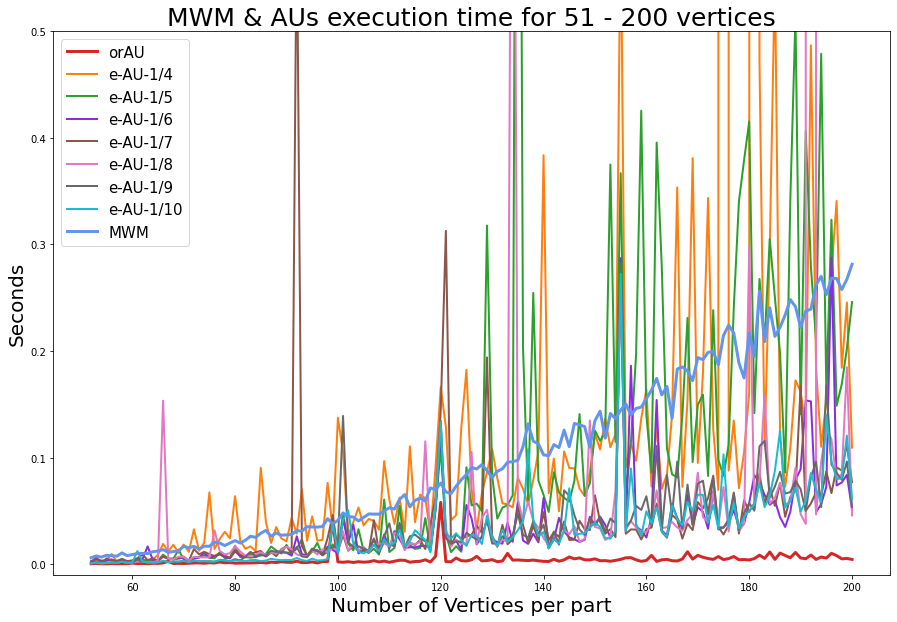 MWM & AUs execution time for 51 - 200 vertices
0.5
0.4
0.3
0.2
0.1
0.0
Seconds
orAU
e-AU-1/4
e-AU-1/5
e-AU-1/6
e-AU-1/7
e-AU-1/8
e-AU-1/9
e-AU-1/10
MWM
60 80 100 120 140 160 180 200
Number of Vertices per part